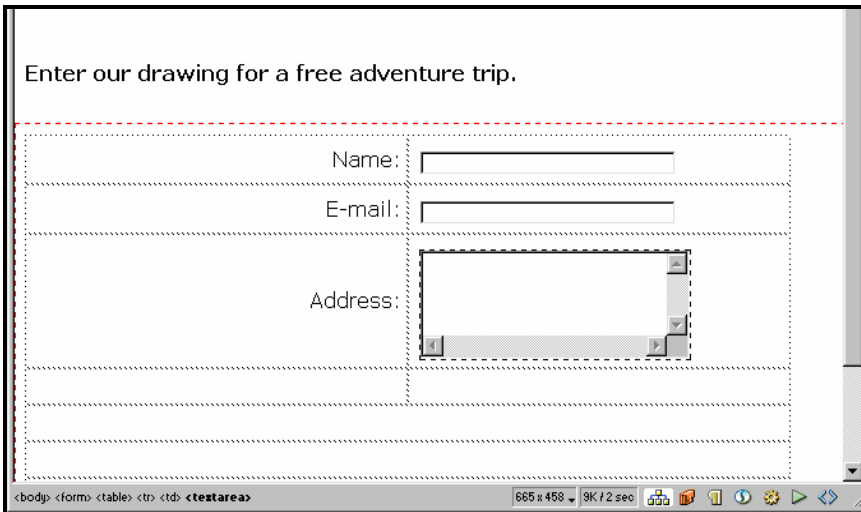 Enter our drawing for a free adventure trip.
Name:
E-mail:
Address:
<body> <form> <table> <tr> <td> <textarea>
665 x 458
9K / 2 sec